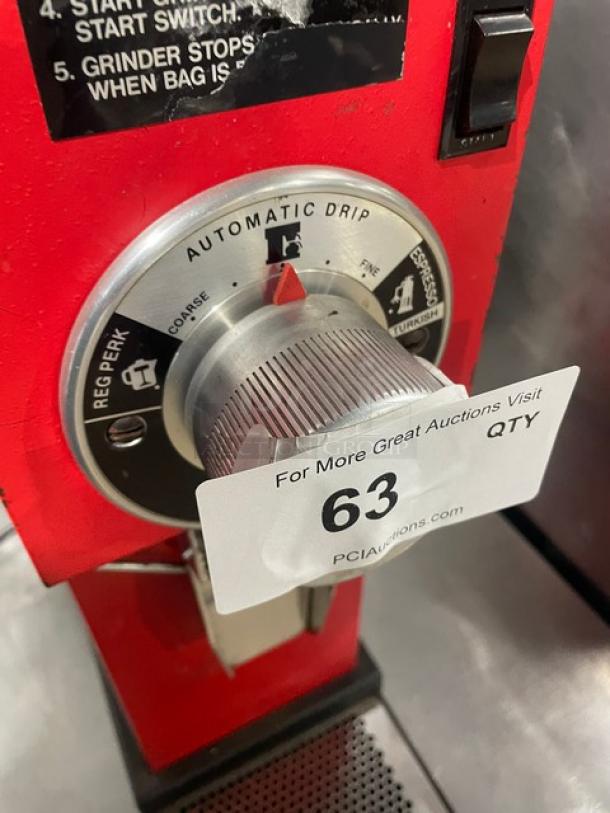 4. START
START SWITCH.
5. GRINDER STOPS
WHEN BAG IS
START
AUTOMATIC DRIP
COARSE
FINE
REG PERK
ESPRESSO
TURKISH
For More Great Auctions Visit
QTY
63
PCIAuctions.com